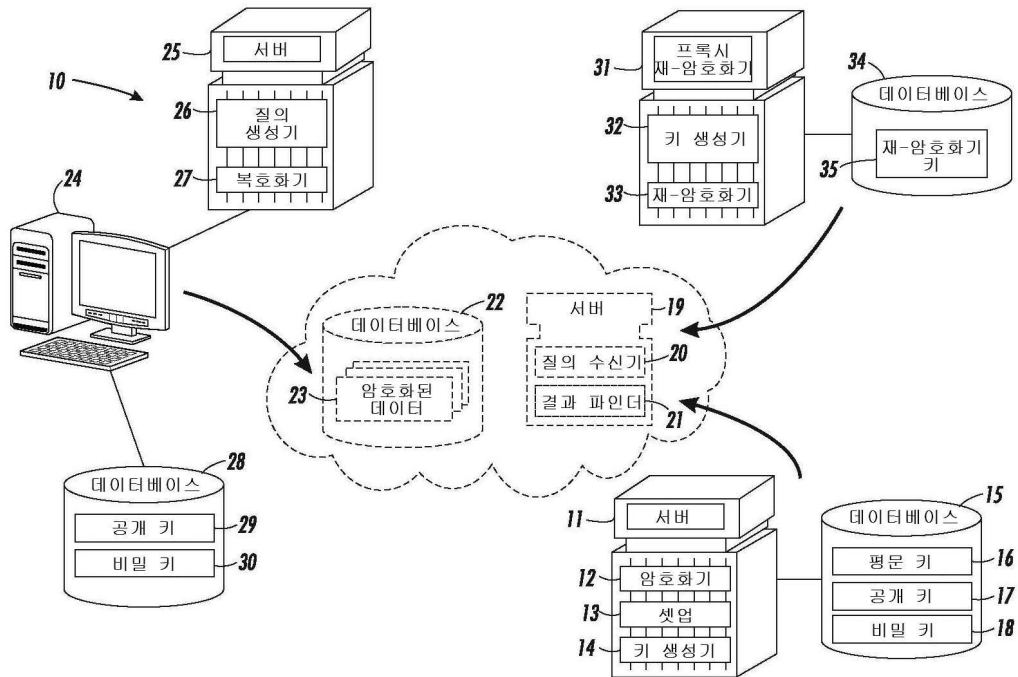 10
25
서버
26
질의
생성기
27
복호화기
24
28
데이터베이스
공개 키
29
비밀 키
30
31
프록시
재-암호화기
32
키 생성기
33
재-암호화기
34
데이터베이스
35
재-암호화기
키
22
데이터베이스
23
암호화된
데이터
서버
19
질의 수신기
20
결과 파인더
21
11
서버
12
암호화기
13
셋업
14
키 생성기
15
데이터베이스
평문 키
16
공개 키
17
비밀 키
18